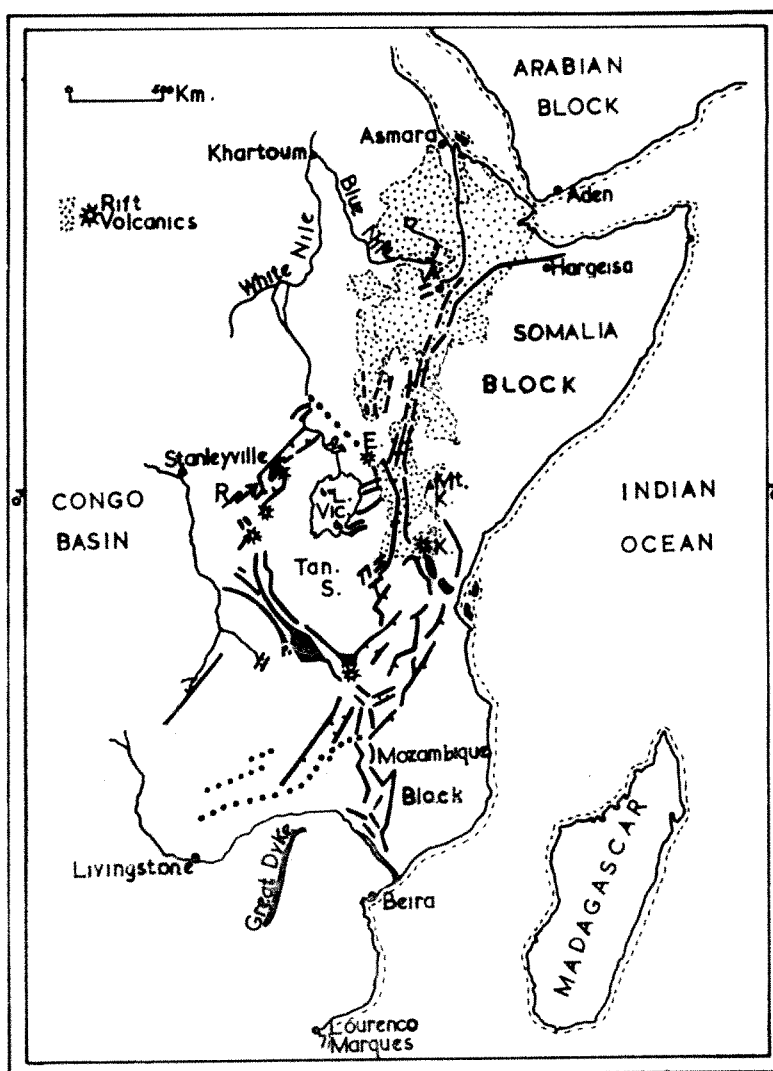 ARABIAN
BLOCK
Km.
Asmara
Khartoum
Aden
Rift
Volcanics
Blue Nile
White Nile
Hargeisa
SOMALIA
BLOCK
E
Stanleyville
R
L.
Vic.
Mt.
K
CONGO
BASIN
INDIAN
OCEAN
K.
Tan.
S.
Mozambique
Block
Livingstone
Great Dyke
Beira
MADAGASCAR
Lourenco
Marques